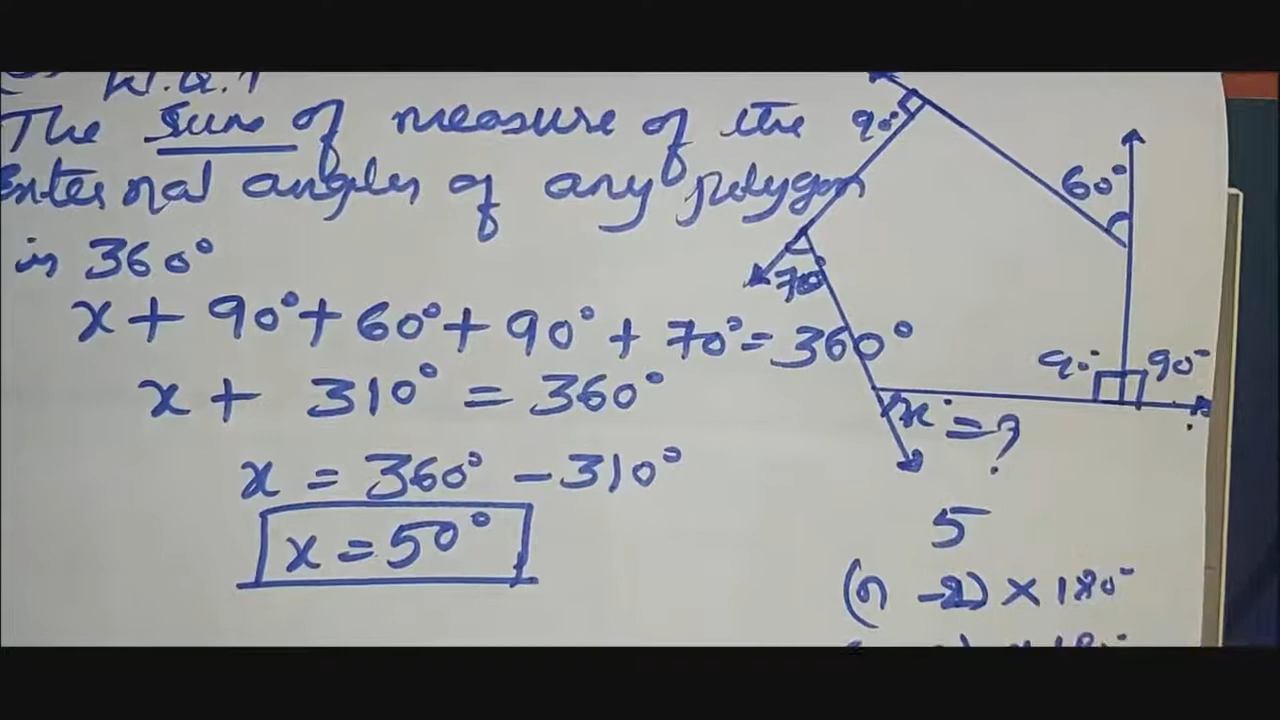 W.K.T
The Sum of measure of the
External angles of any polygon
is 360°
x + 90° + 60° + 90° + 70° = 360°
x + 310° = 360°
x = 360° - 310°
x = 50°
90°
60°
70°
90° 90°
x = ?
5
(n - 2) × 180°